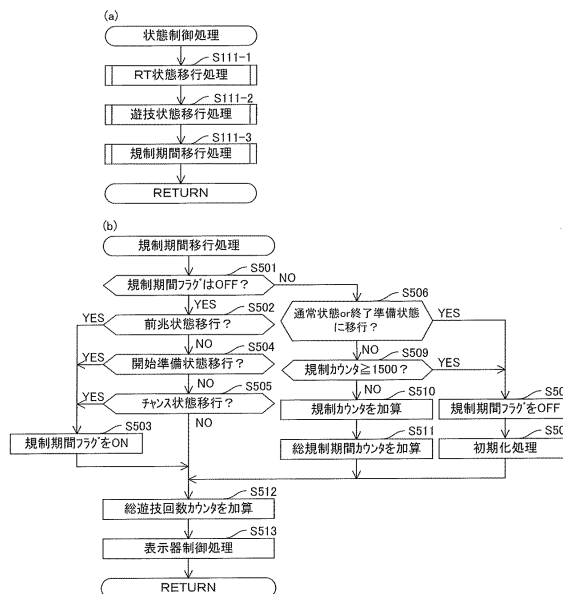 (a)
状態制御処理
S111-1
RT状態移行処理
S111-2
遊技状態移行処理
S111-3
規制期間移行処理
RETURN
(b)
規制期間移行処理
S501
規制期間フラグはOFF？
NO
YES
S502
前兆状態移行？
YES
NO
S504
開始準備状態移行？
YES
NO
S505
チャンス状態移行？
YES
NO
S503
規制期間フラグをON
S506
通常状態or終了準備状態
に移行？
YES
NO
S509
規制カウンタ≧1500？
YES
NO
S510
規制カウンタを加算
S511
総規制期間カウンタを加算
S50
規制期間フラグをOFF
S50
初期化処理
S512
総遊技回数カウンタを加算
S513
表示器制御処理
RETURN